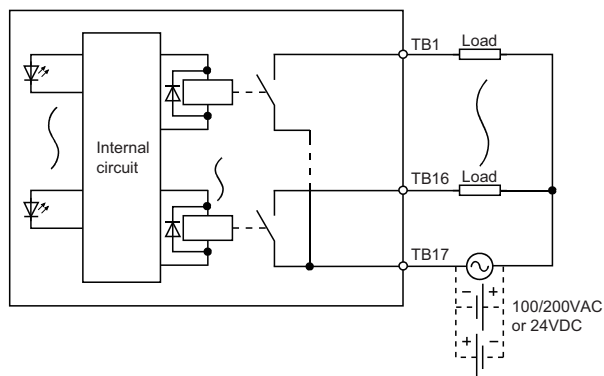 TB1
Load
Internal
circuit
TB16
Load
TB17
− +
100/200VAC
or 24VDC
+ −